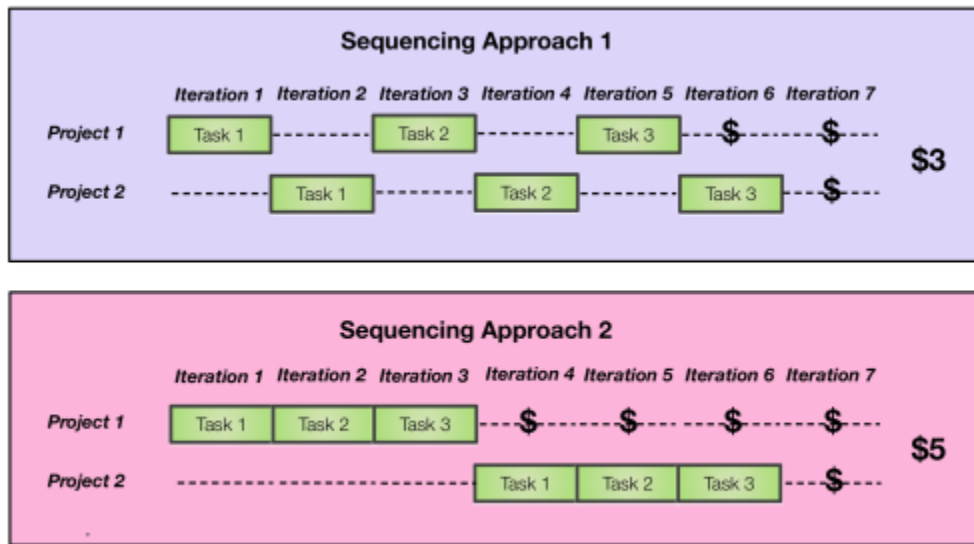 Sequencing Approach 1
Iteration 1 Iteration 2 Iteration 3 Iteration 4 Iteration 5 Iteration 6 Iteration 7
Project 1 Task 1 Task 2 Task 3 $ $
$3
Project 2 Task 1 Task 2 Task 3 $
Sequencing Approach 2
Iteration 1 Iteration 2 Iteration 3 Iteration 4 Iteration 5 Iteration 6 Iteration 7
Project 1 Task 1 Task 2 Task 3 $ $ $ $
$5
Project 2 Task 1 Task 2 Task 3 $